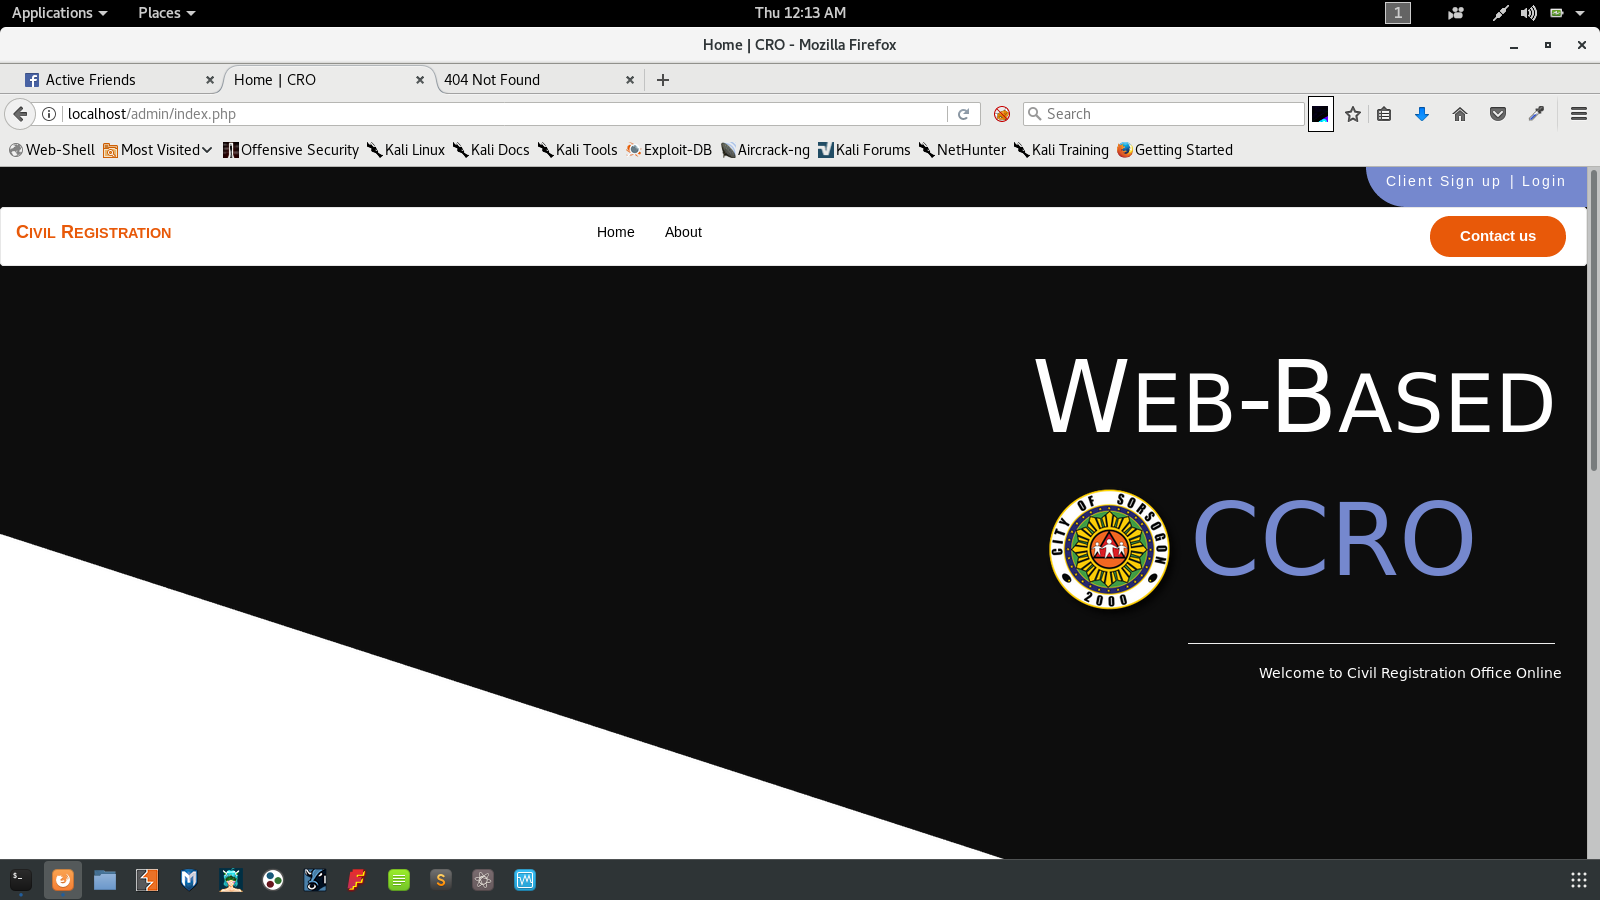 Applications Places Thu 12:13 AM 1
Home | CRO - Mozilla Firefox
Active Friends Home | CRO 404 Not Found
localhost/admin/index.php Search
Web-Shell Most Visited Offensive Security Kali Linux Kali Docs Kali Tools Exploit-DB Aircrack-ng Kali Forums NetHunter Kali Training Getting Started
Client Sign up | Login
Civil Registration Home About Contact us
Web-Based
CITY OF SORSOGON
2000
CCRO
Welcome to Civil Registration Office Online